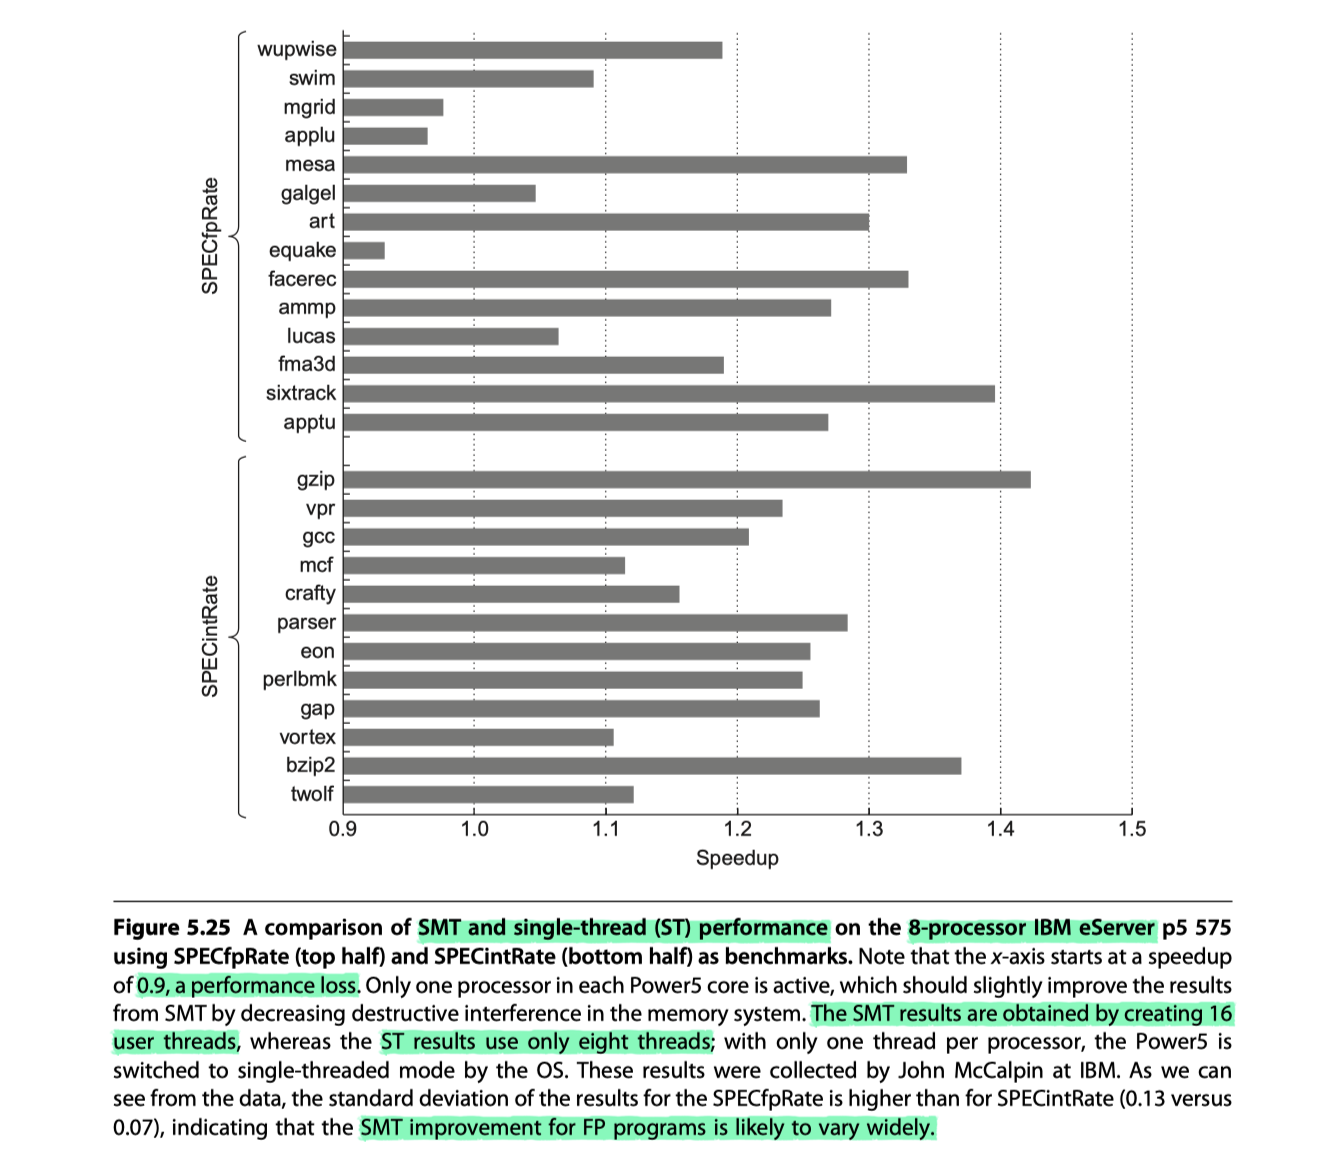 SPECfpRate
wupwise
swim
mgrid
applu
mesa
galgel
art
equake
facerec
ammp
lucas
fma3d
sixtrack
apptu
SPECintRate
gzip
vpr
gcc
mcf
crafty
parser
eon
perlbmk
gap
vortex
bzip2
twolf
0.9 1.0 1.1 1.2 1.3 1.4 1.5
Speedup
Figure 5.25 A comparison of SMT and single-thread (ST) performance on the 8-processor IBM eServer p5 575
using SPECfpRate (top half) and SPECintRate (bottom half) as benchmarks. Note that the x-axis starts at a speedup
of 0.9, a performance loss. Only one processor in each Power5 core is active, which should slightly improve the results
from SMT by decreasing destructive interference in the memory system. The SMT results are obtained by creating 16
user threads, whereas the ST results use only eight threads; with only one thread per processor, the Power5 is
switched to single-threaded mode by the OS. These results were collected by John McCalpin at IBM. As we can
see from the data, the standard deviation of the results for the SPECfpRate is higher than for SPECintRate (0.13 versus
0.07), indicating that the SMT improvement for FP programs is likely to vary widely.